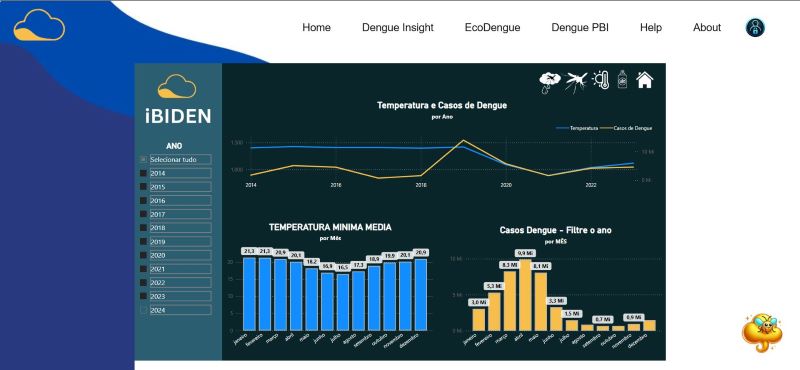 Home Dengue Insight EcoDengue Dengue PBI Help About
iBIDEN
ANO
Selecionar tudo
2014
2015
2016
2017
2018
2019
2020
2021
2022
2023
2024
Temperatura e Casos de Dengue
por Ano
Temperatura Casos de Dengue
1,500
1,000
10 Mi
0 Mi
2014 2016 2018 2020 2022
TEMPERATURA MINIMA MEDIA
por Mês
21,3 21,3 20,9 20,1 18,2 16,9 16,5 17,3 18,9 19,9 20,1 20,9
20
15
10
5
0
janeiro fevereiro março abril maio junho julho agosto setembro outubro novembro dezembro
Casos Dengue - Filtre o ano
por MÊS
3,0 Mi 5,3 Mi 8,3 Mi 9,9 Mi 8,1 Mi 3,3 Mi 1,5 Mi 0,7 Mi 0,9 Mi
10 Mi
5 Mi
0 Mi
janeiro fevereiro março abril maio junho julho agosto setembro outubro novembro dezembro